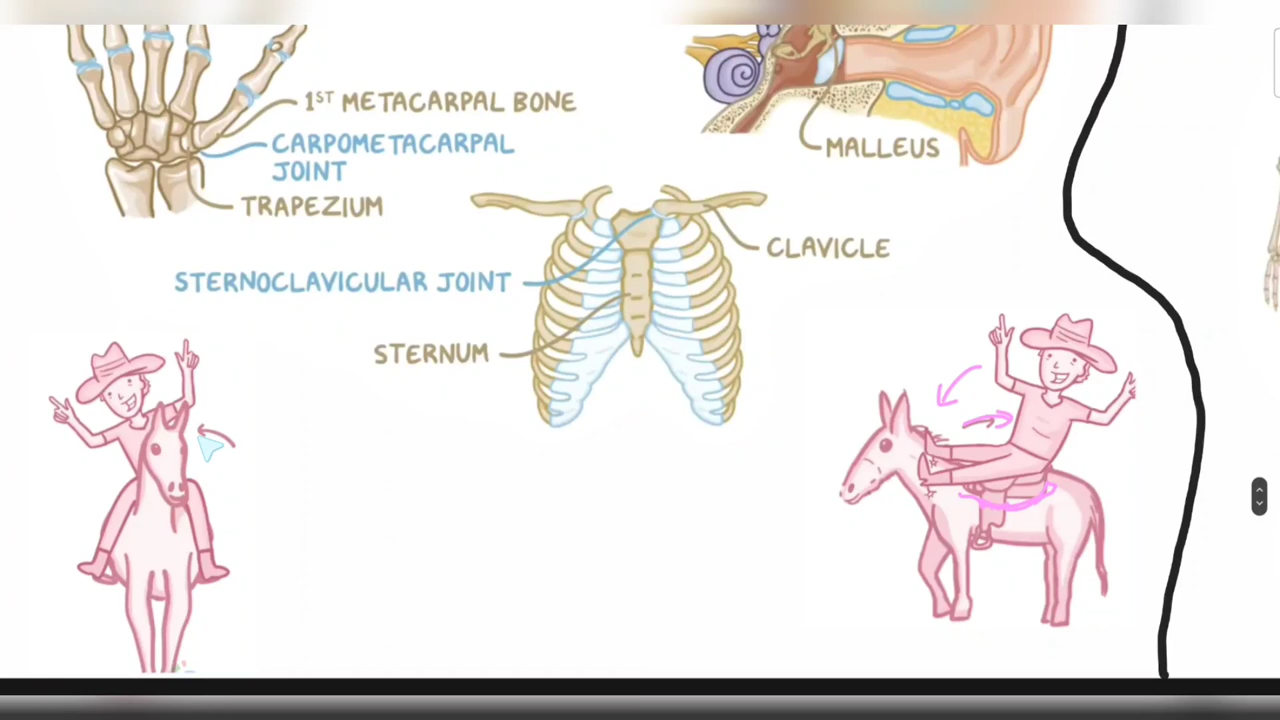 1ST METACARPAL BONE
CARPOMETACARPAL
JOINT
TRAPEZIUM
MALLEUS
CLAVICLE
STERNOCLAVICULAR JOINT
STERNUM